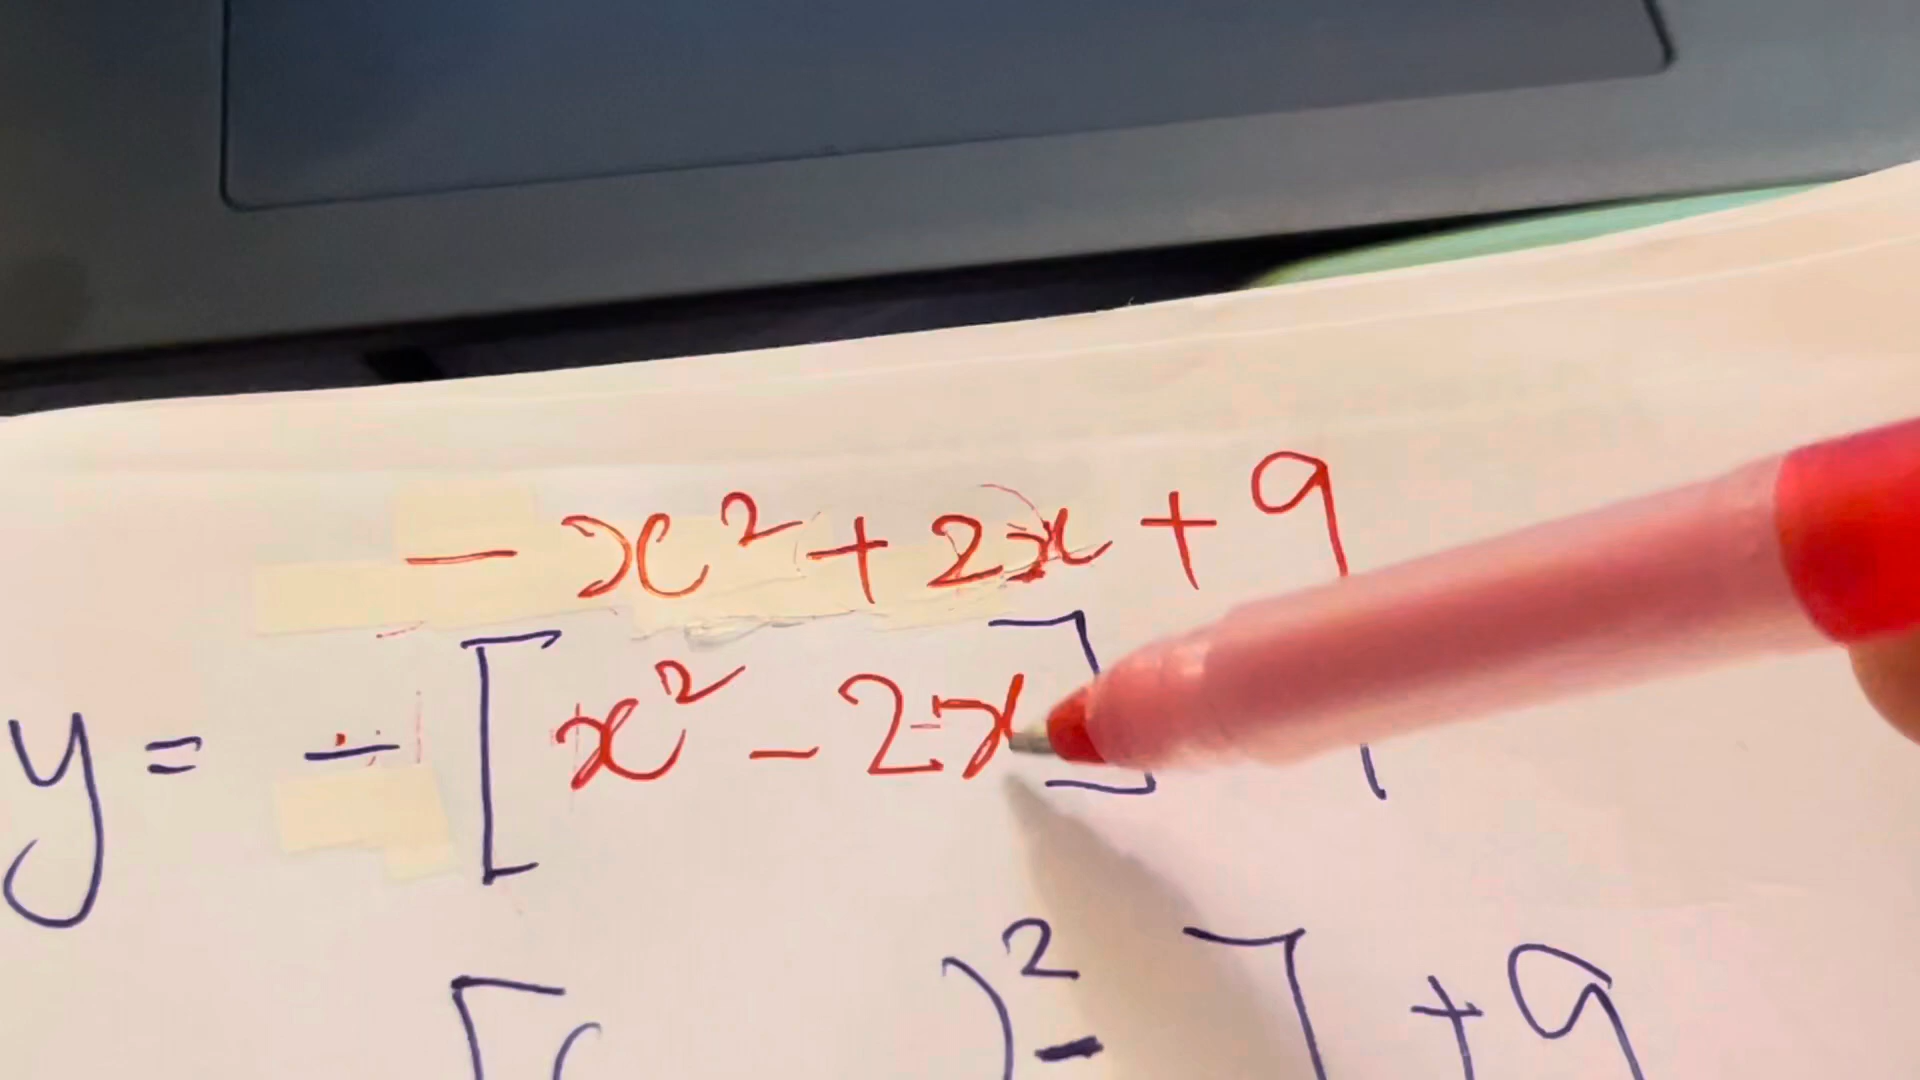 - x² + 2x + 9
y = - [x² - 2x]
[( )² - ] + 9